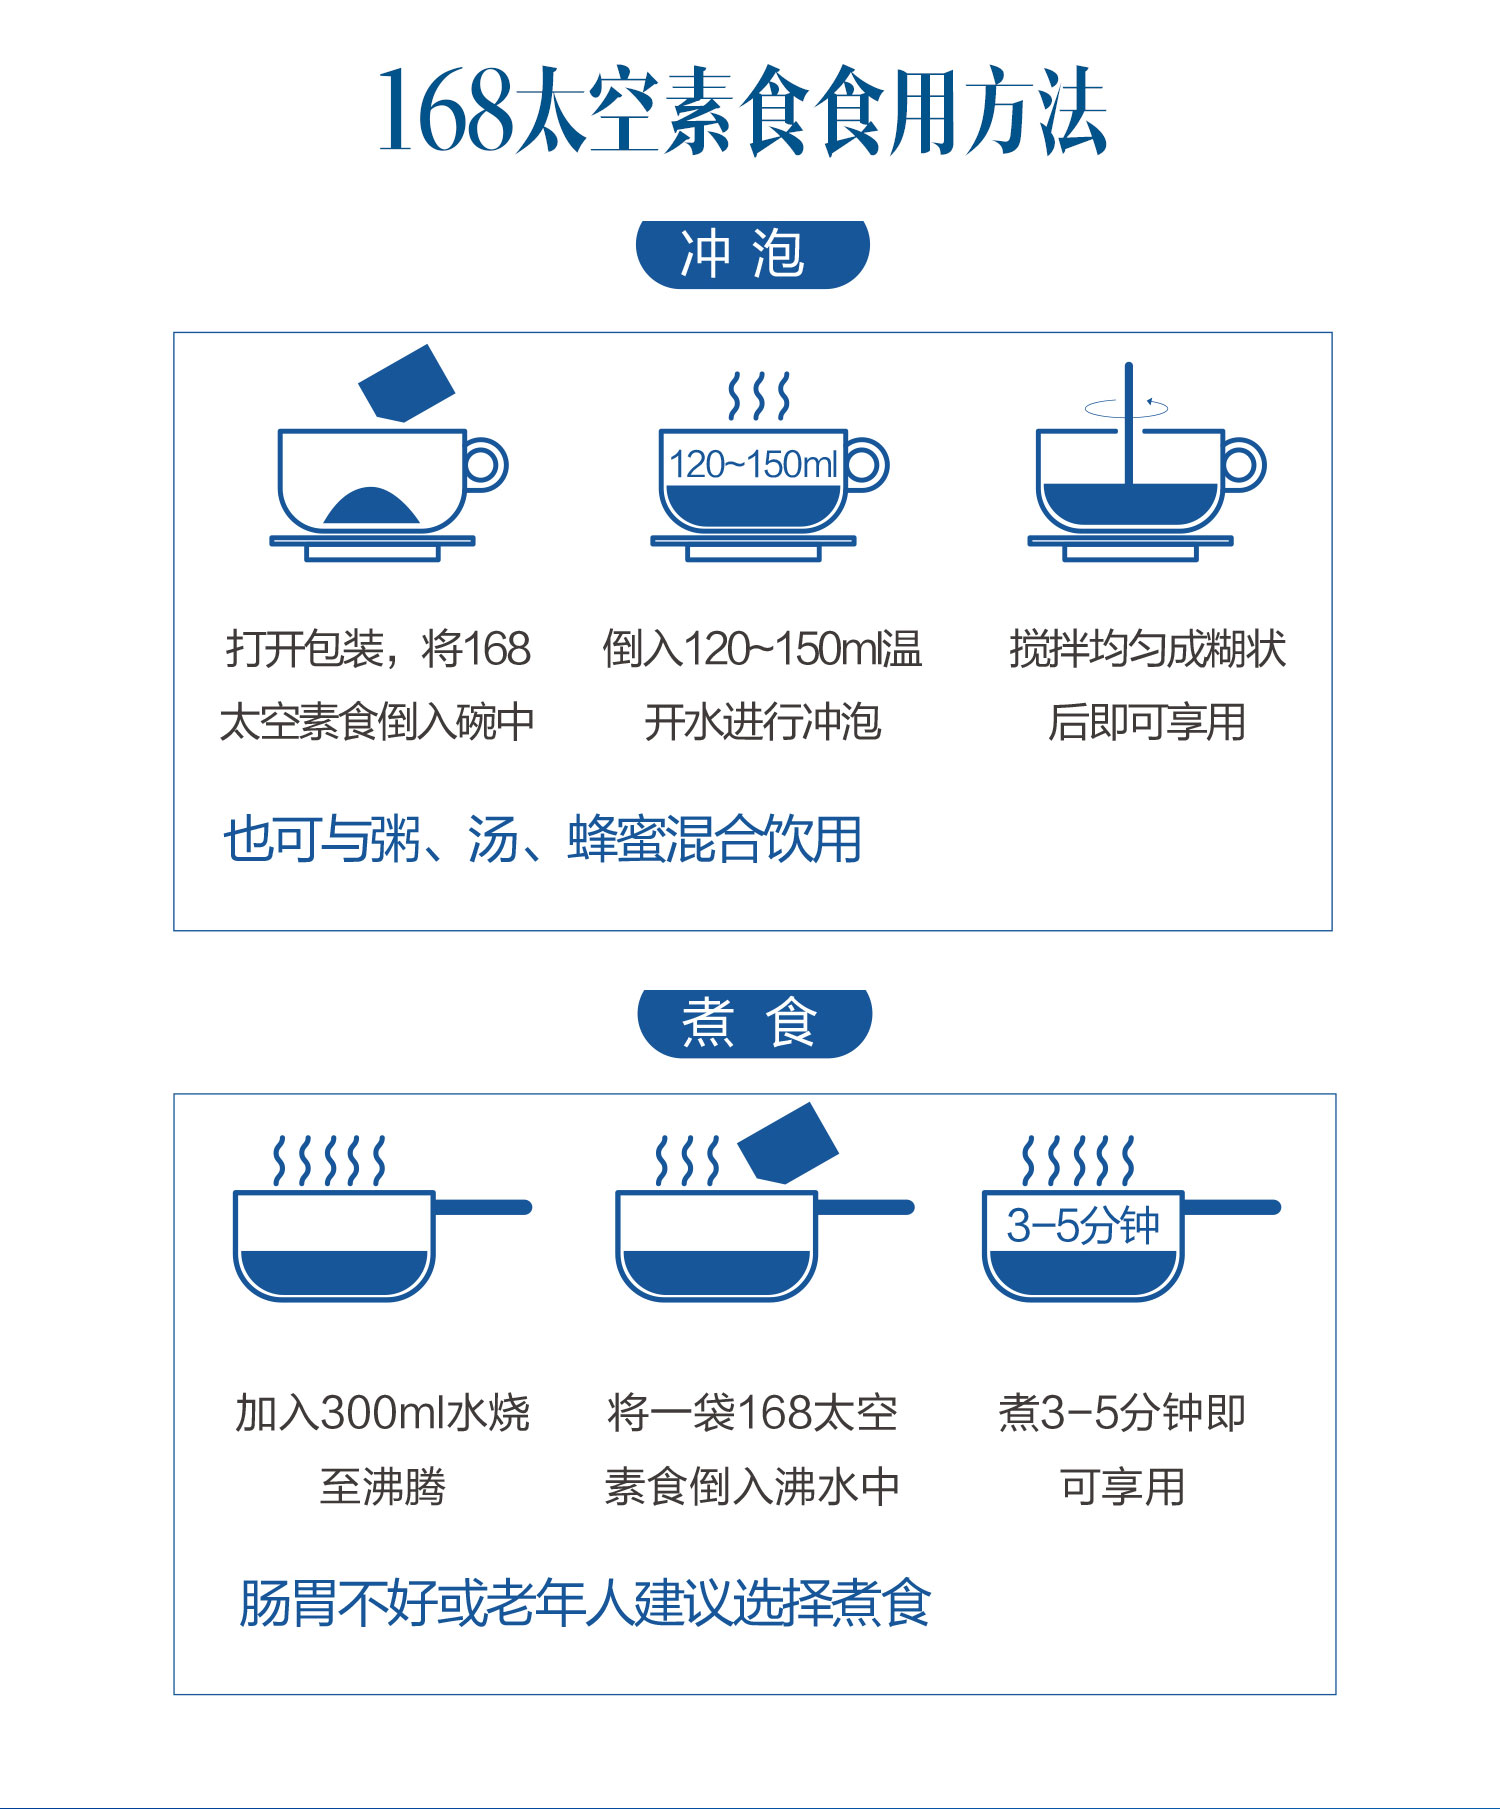 168太空素食食用方法
冲泡
120~150ml
打开包装，将168
太空素食倒入碗中
倒入120~150ml温
开水进行冲泡
搅拌均匀成糊状
后即可享用
也可与粥、汤、蜂蜜混合饮用
煮食
3-5分钟
加入300ml水烧
至沸腾
将一袋168太空
素食倒入沸水中
煮3-5分钟即
可享用
肠胃不好或老年人建议选择煮食